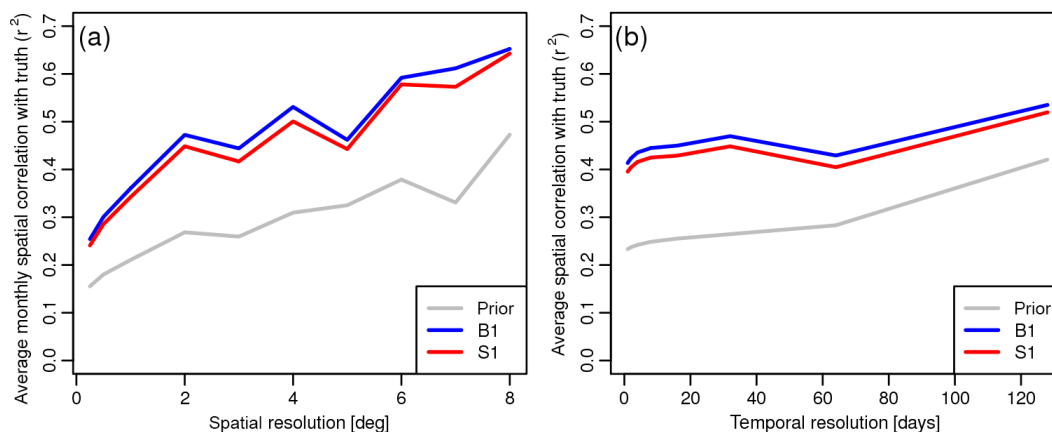 (a)
Average monthly spatial correlation with truth (r²)
0.0 0.1 0.2 0.3 0.4 0.5 0.6 0.7
Prior
B1
S1
0 2 4 6 8
Spatial resolution [deg]
(b)
Average spatial correlation with truth (r²)
0.0 0.1 0.2 0.3 0.4 0.5 0.6 0.7
Prior
B1
S1
0 20 40 60 80 100 120
Temporal resolution [days]